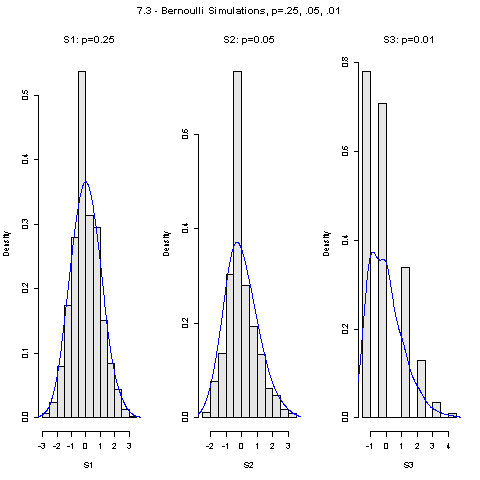 7.3 - Bernoulli Simulations, p=.25, .05, .01
S1: p=0.25
S2: p=0.05
S3: p=0.01
Density
0.0 0.1 0.2 0.3 0.4 0.5
-3 -2 -1 0 1 2 3
S1
Density
0.0 0.2 0.4 0.6
-2 -1 0 1 2 3
S2
Density
0.0 0.2 0.4 0.6 0.8
-1 0 1 2 3 4
S3